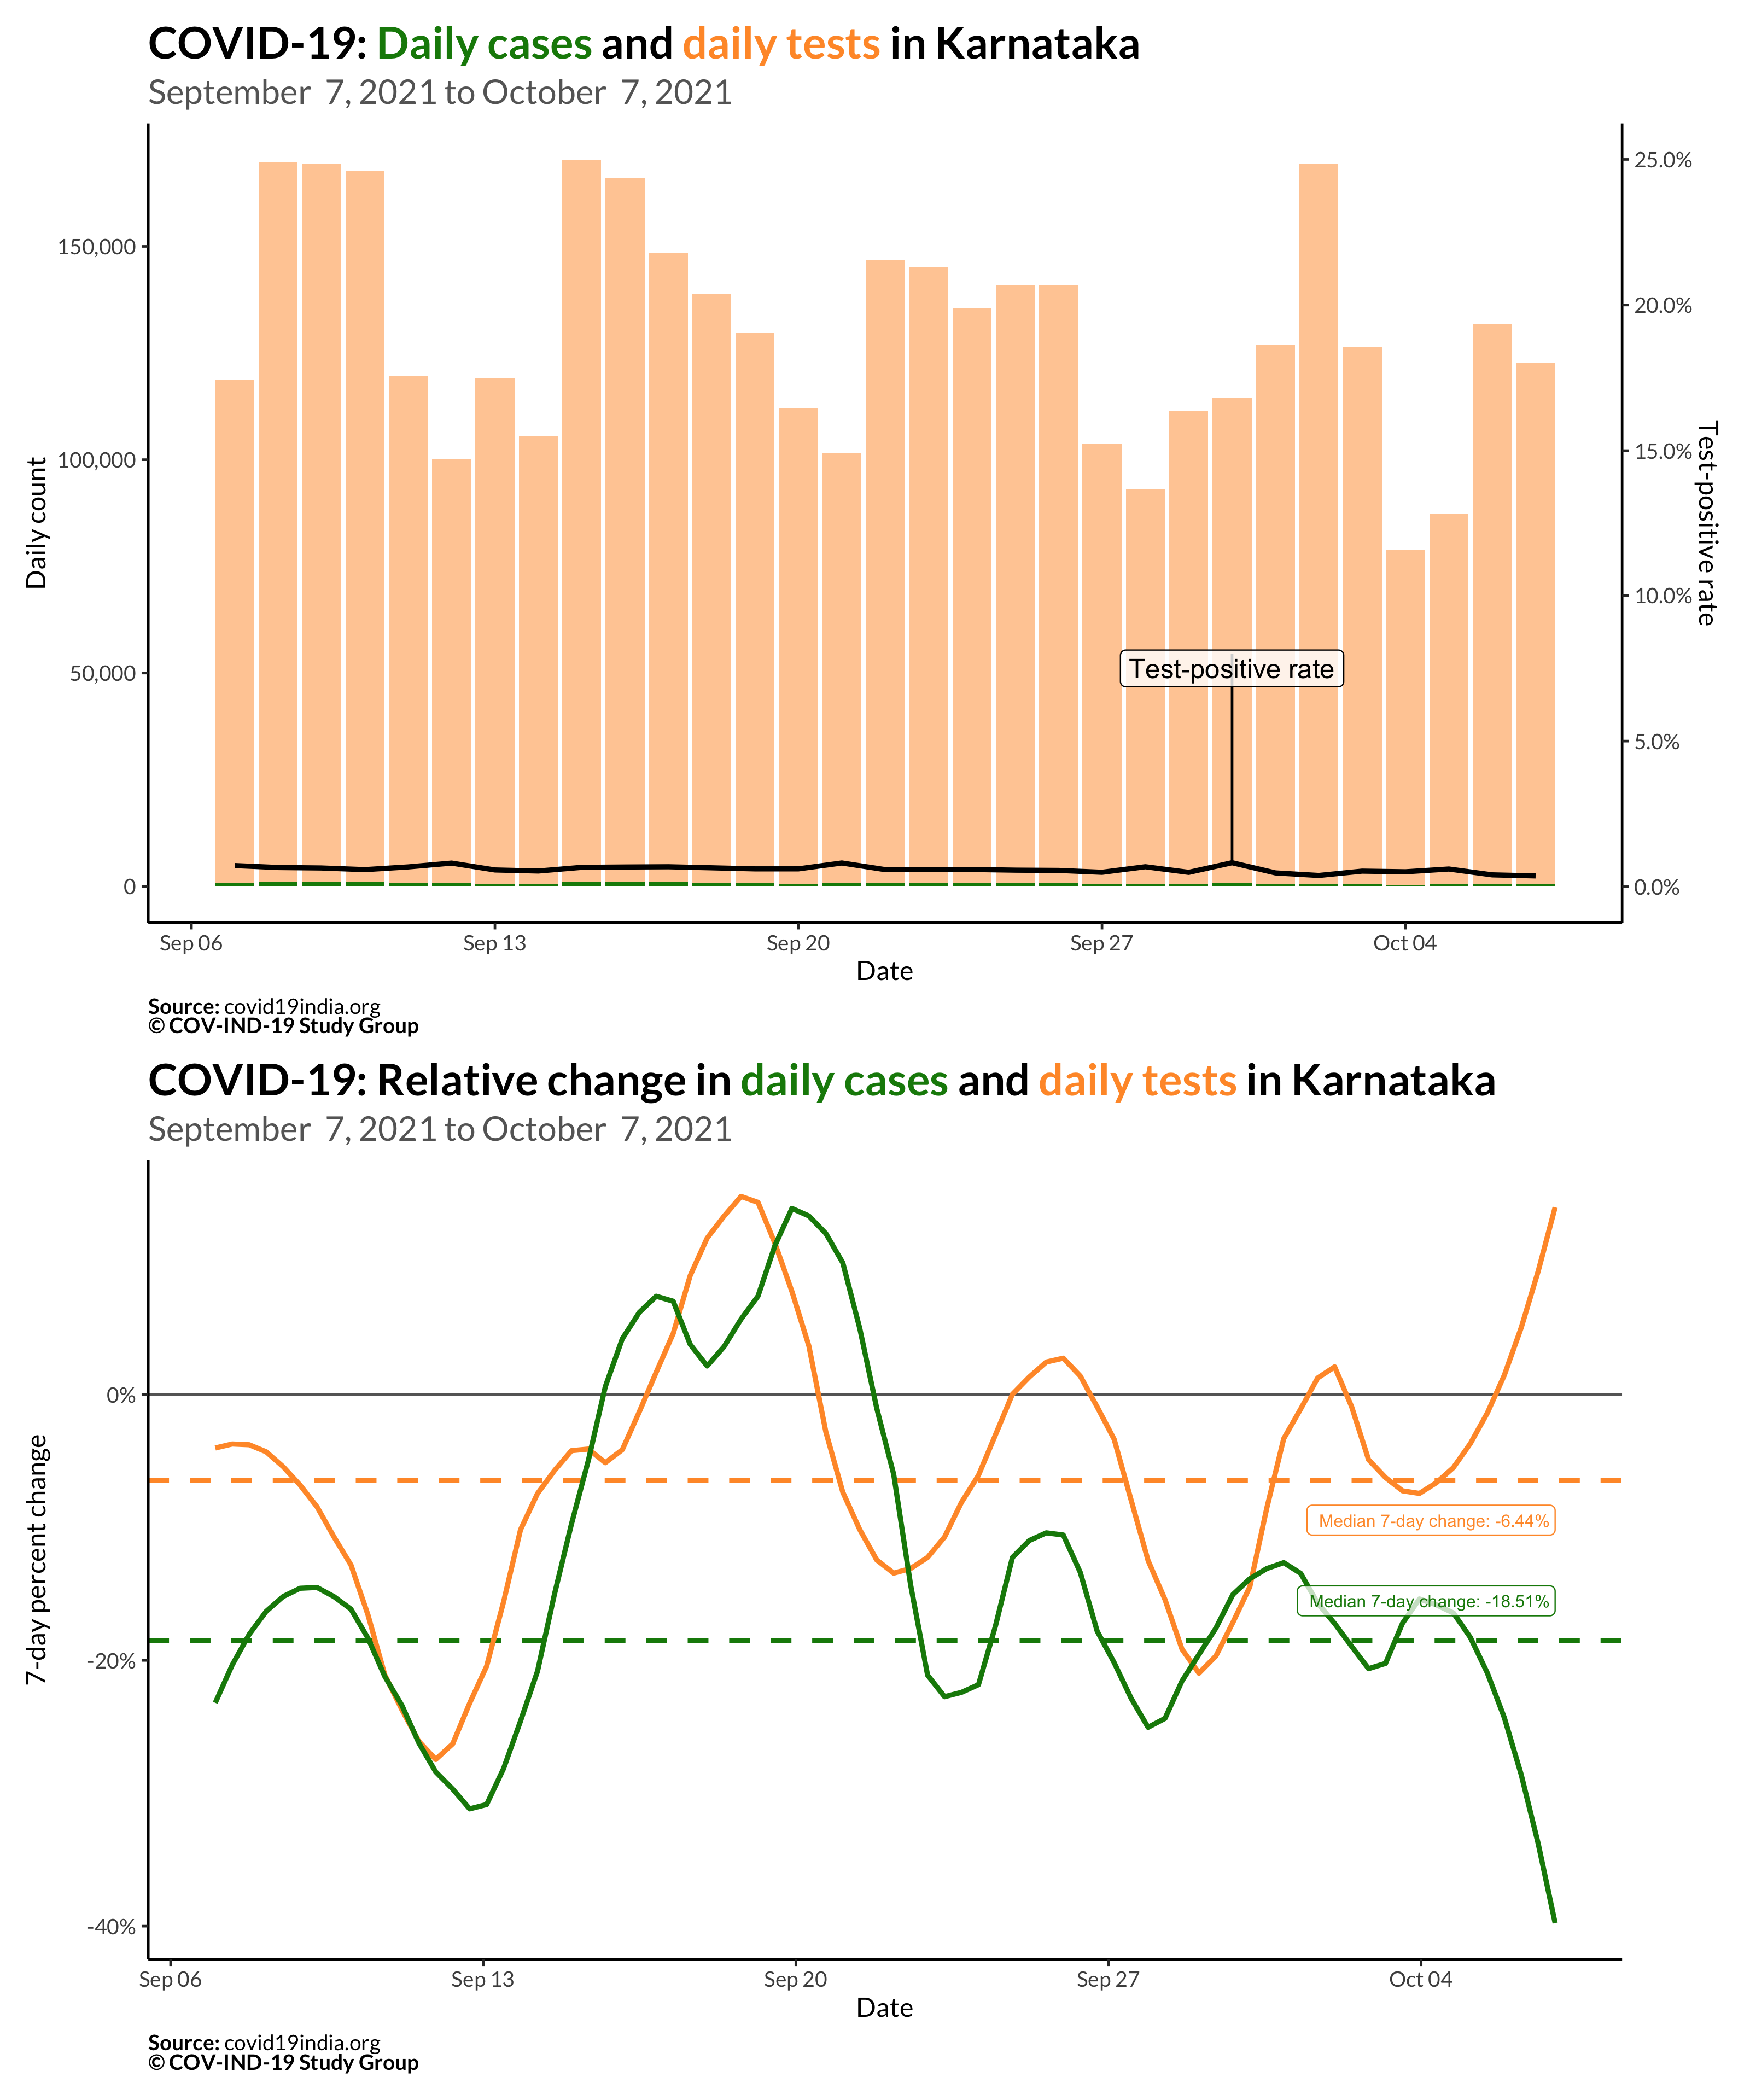 COVID-19: Daily cases and daily tests in Karnataka
September 7, 2021 to October 7, 2021
150,000
100,000
50,000
0
Daily count
25.0%
20.0%
15.0%
10.0%
5.0%
0.0%
Test-positive rate
Test-positive rate
Sep 06
Sep 13
Sep 20
Sep 27
Oct 04
Date
Source: covid19india.org
© COV-IND-19 Study Group
COVID-19: Relative change in daily cases and daily tests in Karnataka
September 7, 2021 to October 7, 2021
0%
-20%
-40%
7-day percent change
Median 7-day change: -6.44%
Median 7-day change: -18.51%
Sep 06
Sep 13
Sep 20
Sep 27
Oct 04
Date
Source: covid19india.org
© COV-IND-19 Study Group